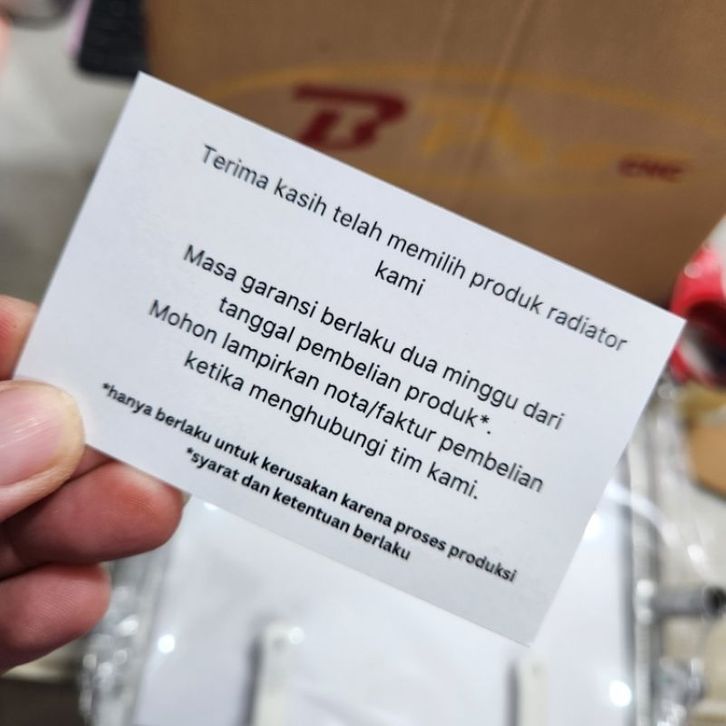 Terima kasih telah memilih produk radiator
kami
Masa garansi berlaku dua minggu dari
tanggal pembelian produk*.
Mohon lampirkan nota/faktur pembelian
ketika menghubungi tim kami.
*hanya berlaku untuk kerusakan karena proses produksi
*syarat dan ketentuan berlaku